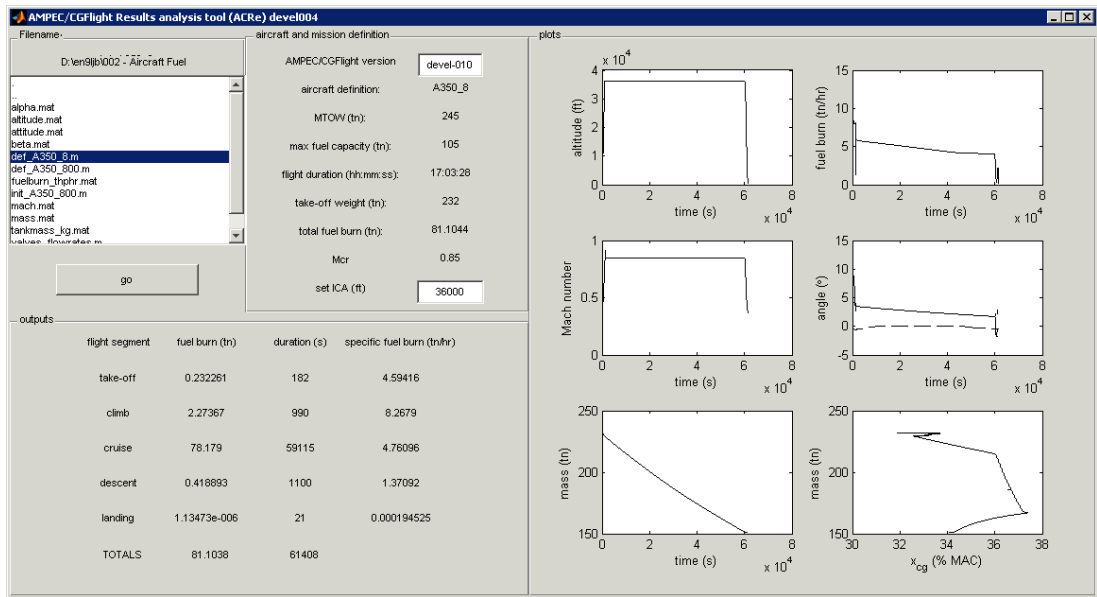 AMPEC/CGFlight Results analysis tool (ACRe) devel004
Filename
D:\en9ljb\002 - Aircraft Fuel
.
..
alpha.mat
altitude.mat
attitude.mat
beta.mat
def_A350_8.m
def_A350_800.m
fuelburn_thphr.mat
init_A350_800.m
mach.mat
mass.mat
tankmass_kg.mat
valves_flowrates.m
go
aircraft and mission definition
AMPEC/CGFlight version devel-010
aircraft definition: A350_8
MTOW (tn): 245
max fuel capacity (tn): 105
flight duration (hh:mm:ss): 17:03:28
take-off weight (tn): 232
total fuel burn (tn): 81.1044
Mcr 0.85
set ICA (ft) 36000
outputs
flight segment fuel burn (tn) duration (s) specific fuel burn (tn/hr)
take-off 0.232261 182 4.59416
climb 2.27367 990 8.2679
cruise 78.179 59115 4.76096
descent 0.418893 1100 1.37092
landing 1.13473e-006 21 0.000194525
TOTALS 81.1038 61408
plots
x 10^4
4
3
2
1
0
altitude (ft)
0 2 4 6 8
time (s)
x 10^4
15
10
5
0
fuel burn (tn/hr)
0 2 4 6 8
time (s)
x 10^4
1
0.5
0
Mach number
0 2 4 6 8
time (s)
x 10^4
15
10
5
0
-5
angle (º)
0 2 4 6 8
time (s)
x 10^4
250
200
150
mass (tn)
0 2 4 6 8
time (s)
x 10^4
250
200
150
mass (tn)
30 32 34 36 38
x_cg (% MAC)